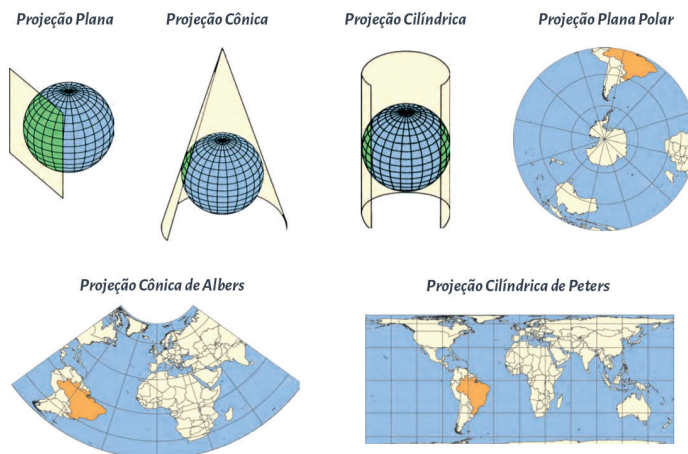 Projeção Plana
Projeção Cônica
Projeção Cilíndrica
Projeção Plana Polar
Projeção Cônica de Albers
Projeção Cilíndrica de Peters